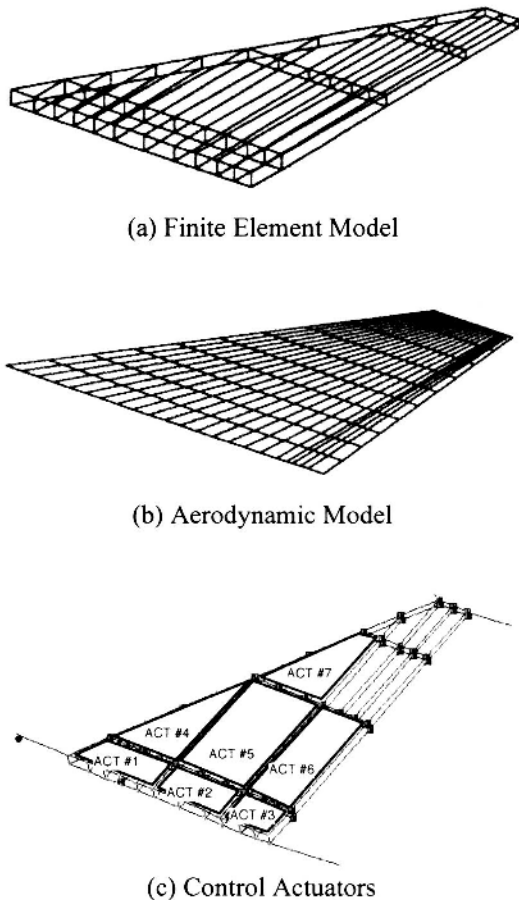 (a) Finite Element Model
(b) Aerodynamic Model
ACT #7
ACT #4
ACT #5
ACT #6
ACT #1
ACT #2
ACT #3
(c) Control Actuators